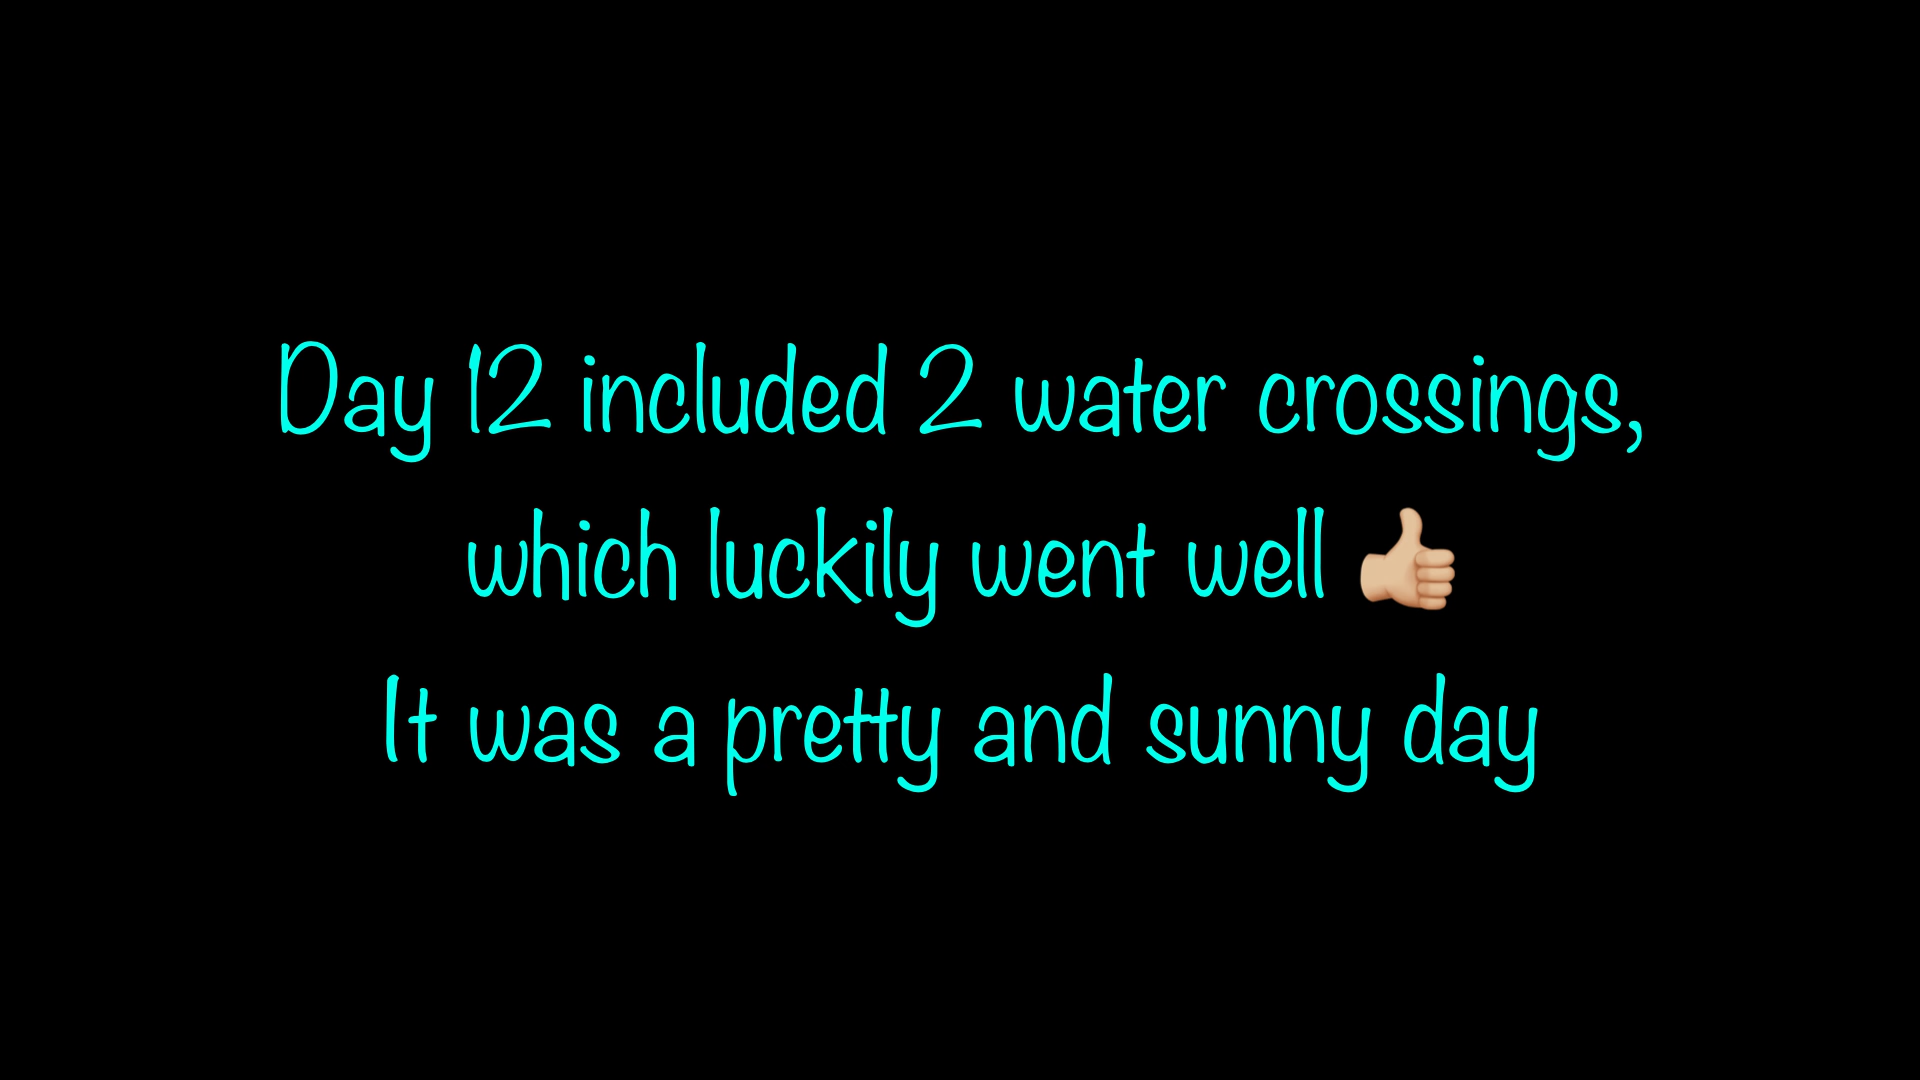 Day 12 included 2 water crossings,
which luckily went well 👍🏼
It was a pretty and sunny day